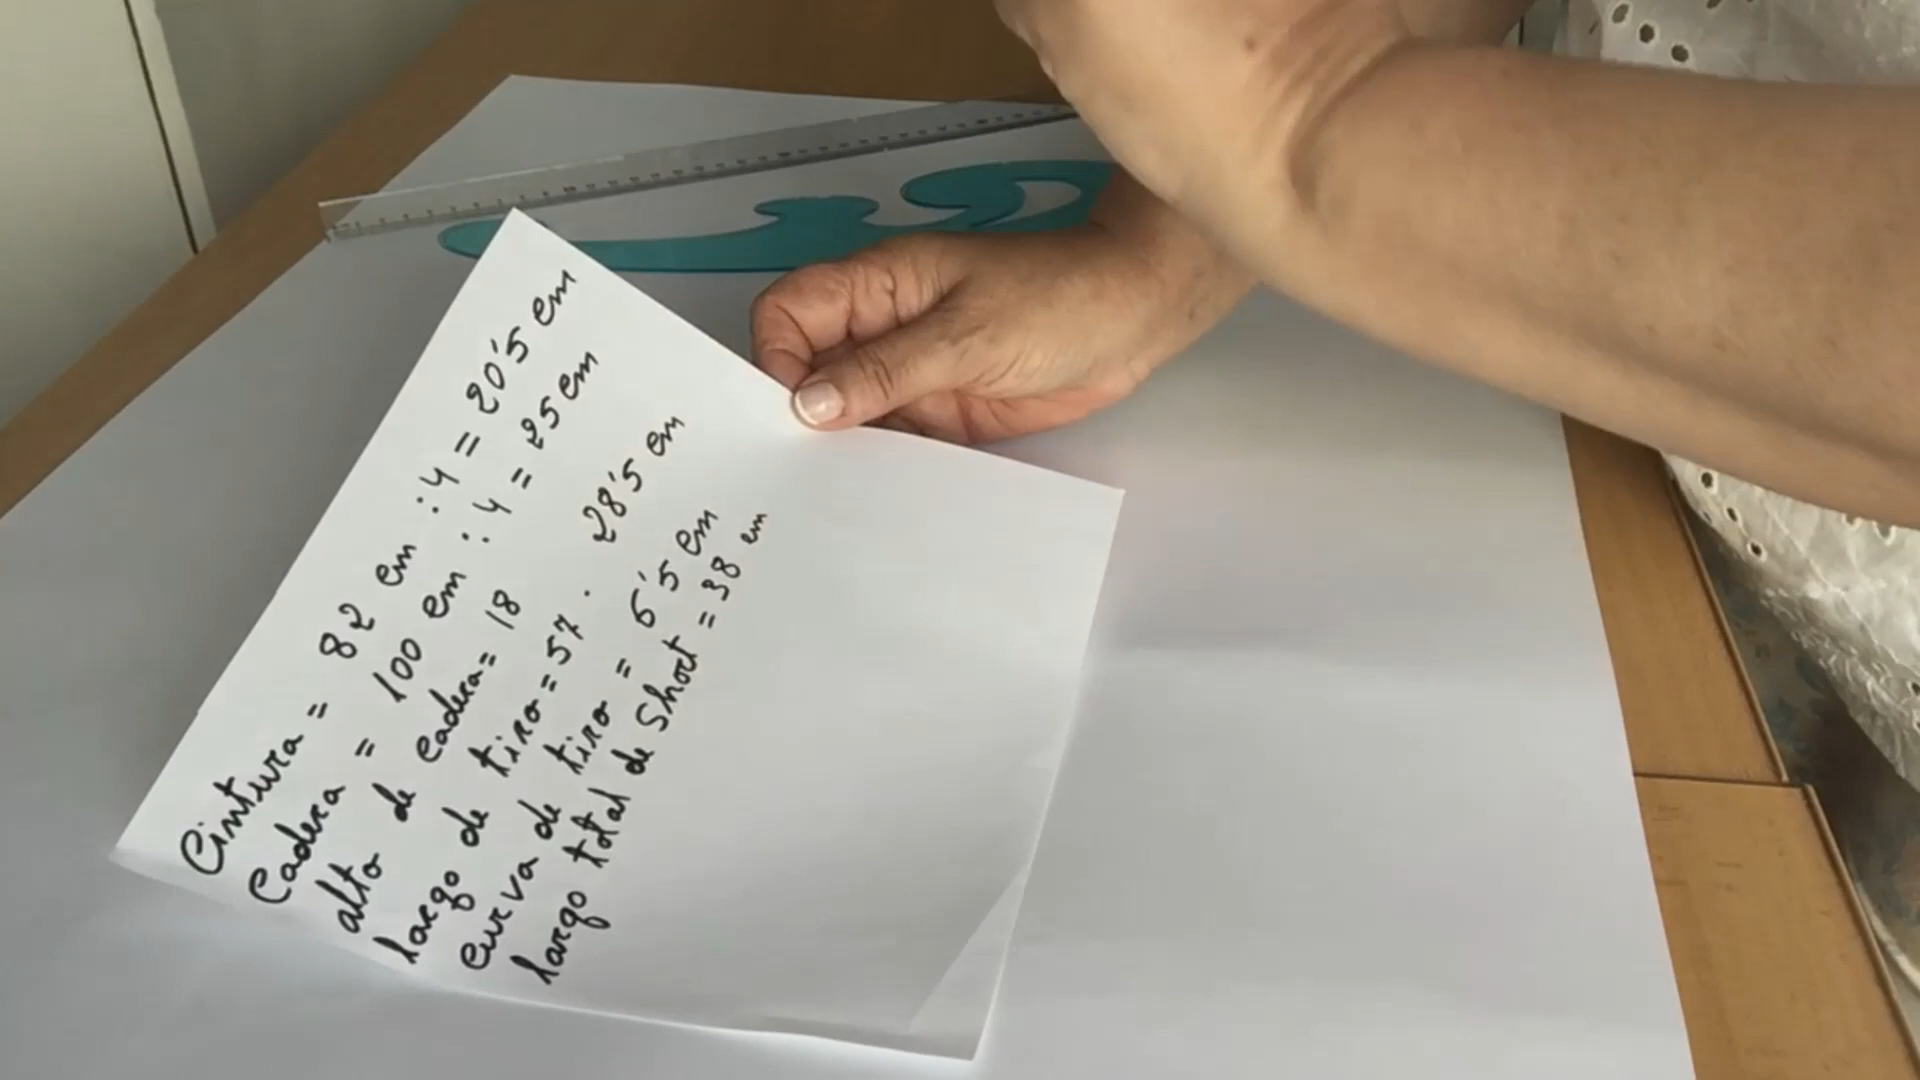 Cintura = 82 cm : 4 = 20'5 cm
Cadera = 100 cm : 4 = 25 cm
alto de cadera = 18
largo de tiro = 57 . 28'5 cm
curva de tiro = 6'5 cm
largo total de short = 38 cm